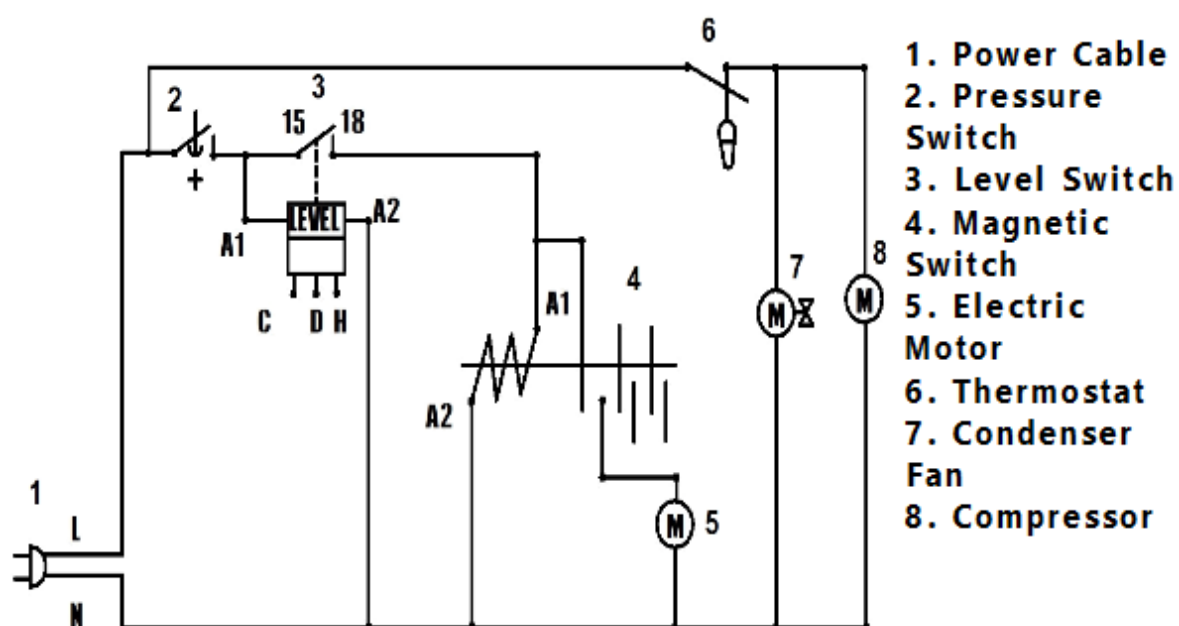 6
2
3
15
18
+
LEVEL
A1
A2
C
D
H
7
8
M
M
4
A1
A2
1
L
N
M
5
1. Power Cable
2. Pressure
Switch
3. Level Switch
4. Magnetic
Switch
5. Electric
Motor
6. Thermostat
7. Condenser
Fan
8. Compressor